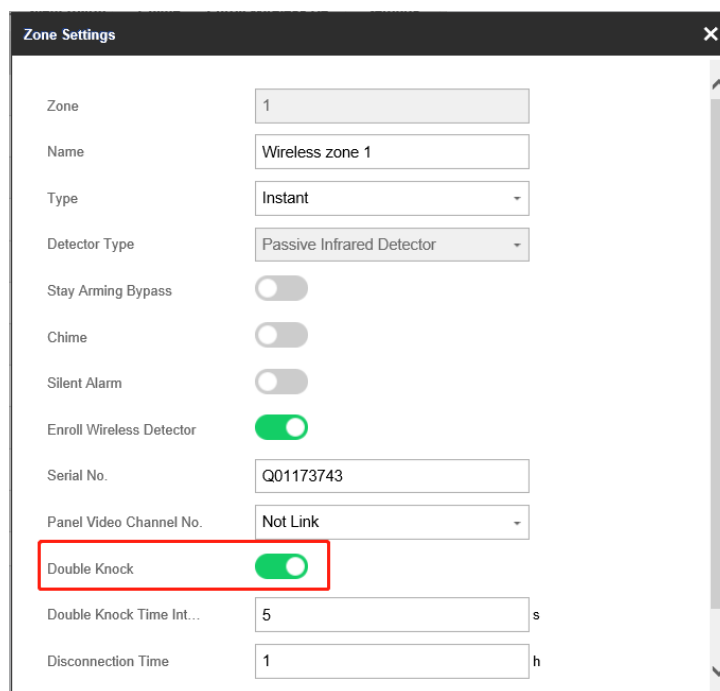 Zone Settings
Zone 1
Name Wireless zone 1
Type Instant
Detector Type Passive Infrared Detector
Stay Arming Bypass
Chime
Silent Alarm
Enroll Wireless Detector
Serial No. Q01173743
Panel Video Channel No. Not Link
Double Knock
Double Knock Time Int... 5 s
Disconnection Time 1 h